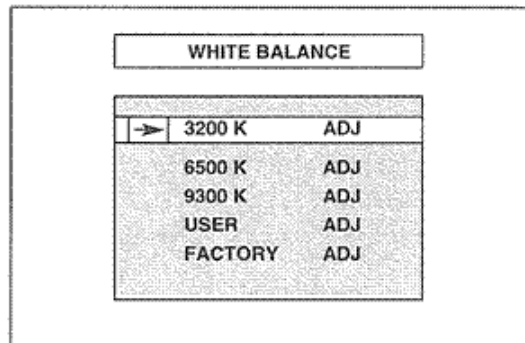 WHITE BALANCE
3200 K ADJ
6500 K ADJ
9300 K ADJ
USER ADJ
FACTORY ADJ